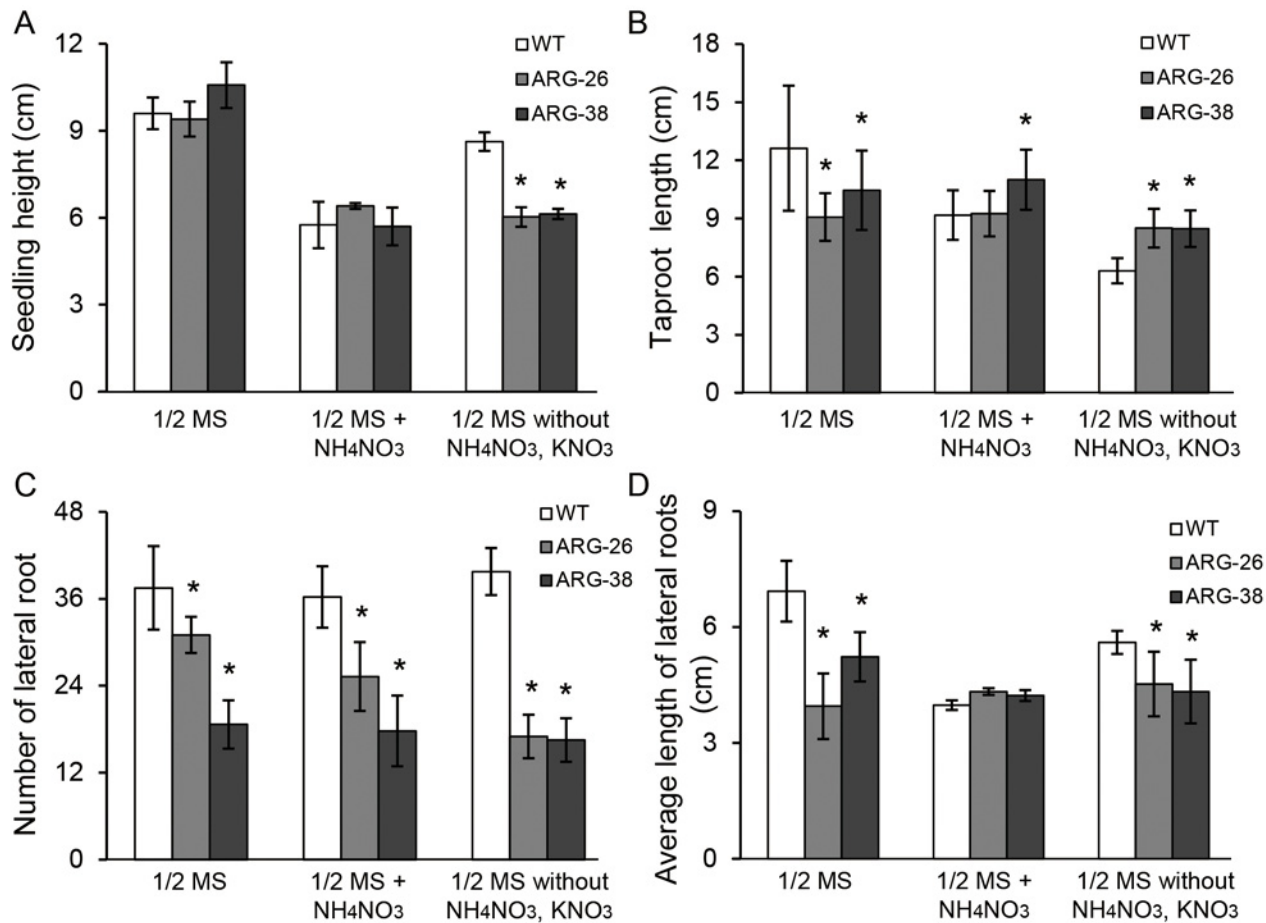 A
Seedling height (cm)
12
9
6
3
0
WT
ARG-26
ARG-38
* *
1/2 MS
1/2 MS +
NH4NO3
1/2 MS without
NH4NO3, KNO3
B
Taproot length (cm)
18
15
12
9
6
3
0
WT
ARG-26
ARG-38
* * * * *
1/2 MS
1/2 MS +
NH4NO3
1/2 MS without
NH4NO3, KNO3
C
Number of lateral root
48
36
24
12
0
WT
ARG-26
ARG-38
* * * * * *
1/2 MS
1/2 MS +
NH4NO3
1/2 MS without
NH4NO3, KNO3
D
Average length of lateral roots
(cm)
9
6
3
0
WT
ARG-26
ARG-38
* * * *
1/2 MS
1/2 MS +
NH4NO3
1/2 MS without
NH4NO3, KNO3